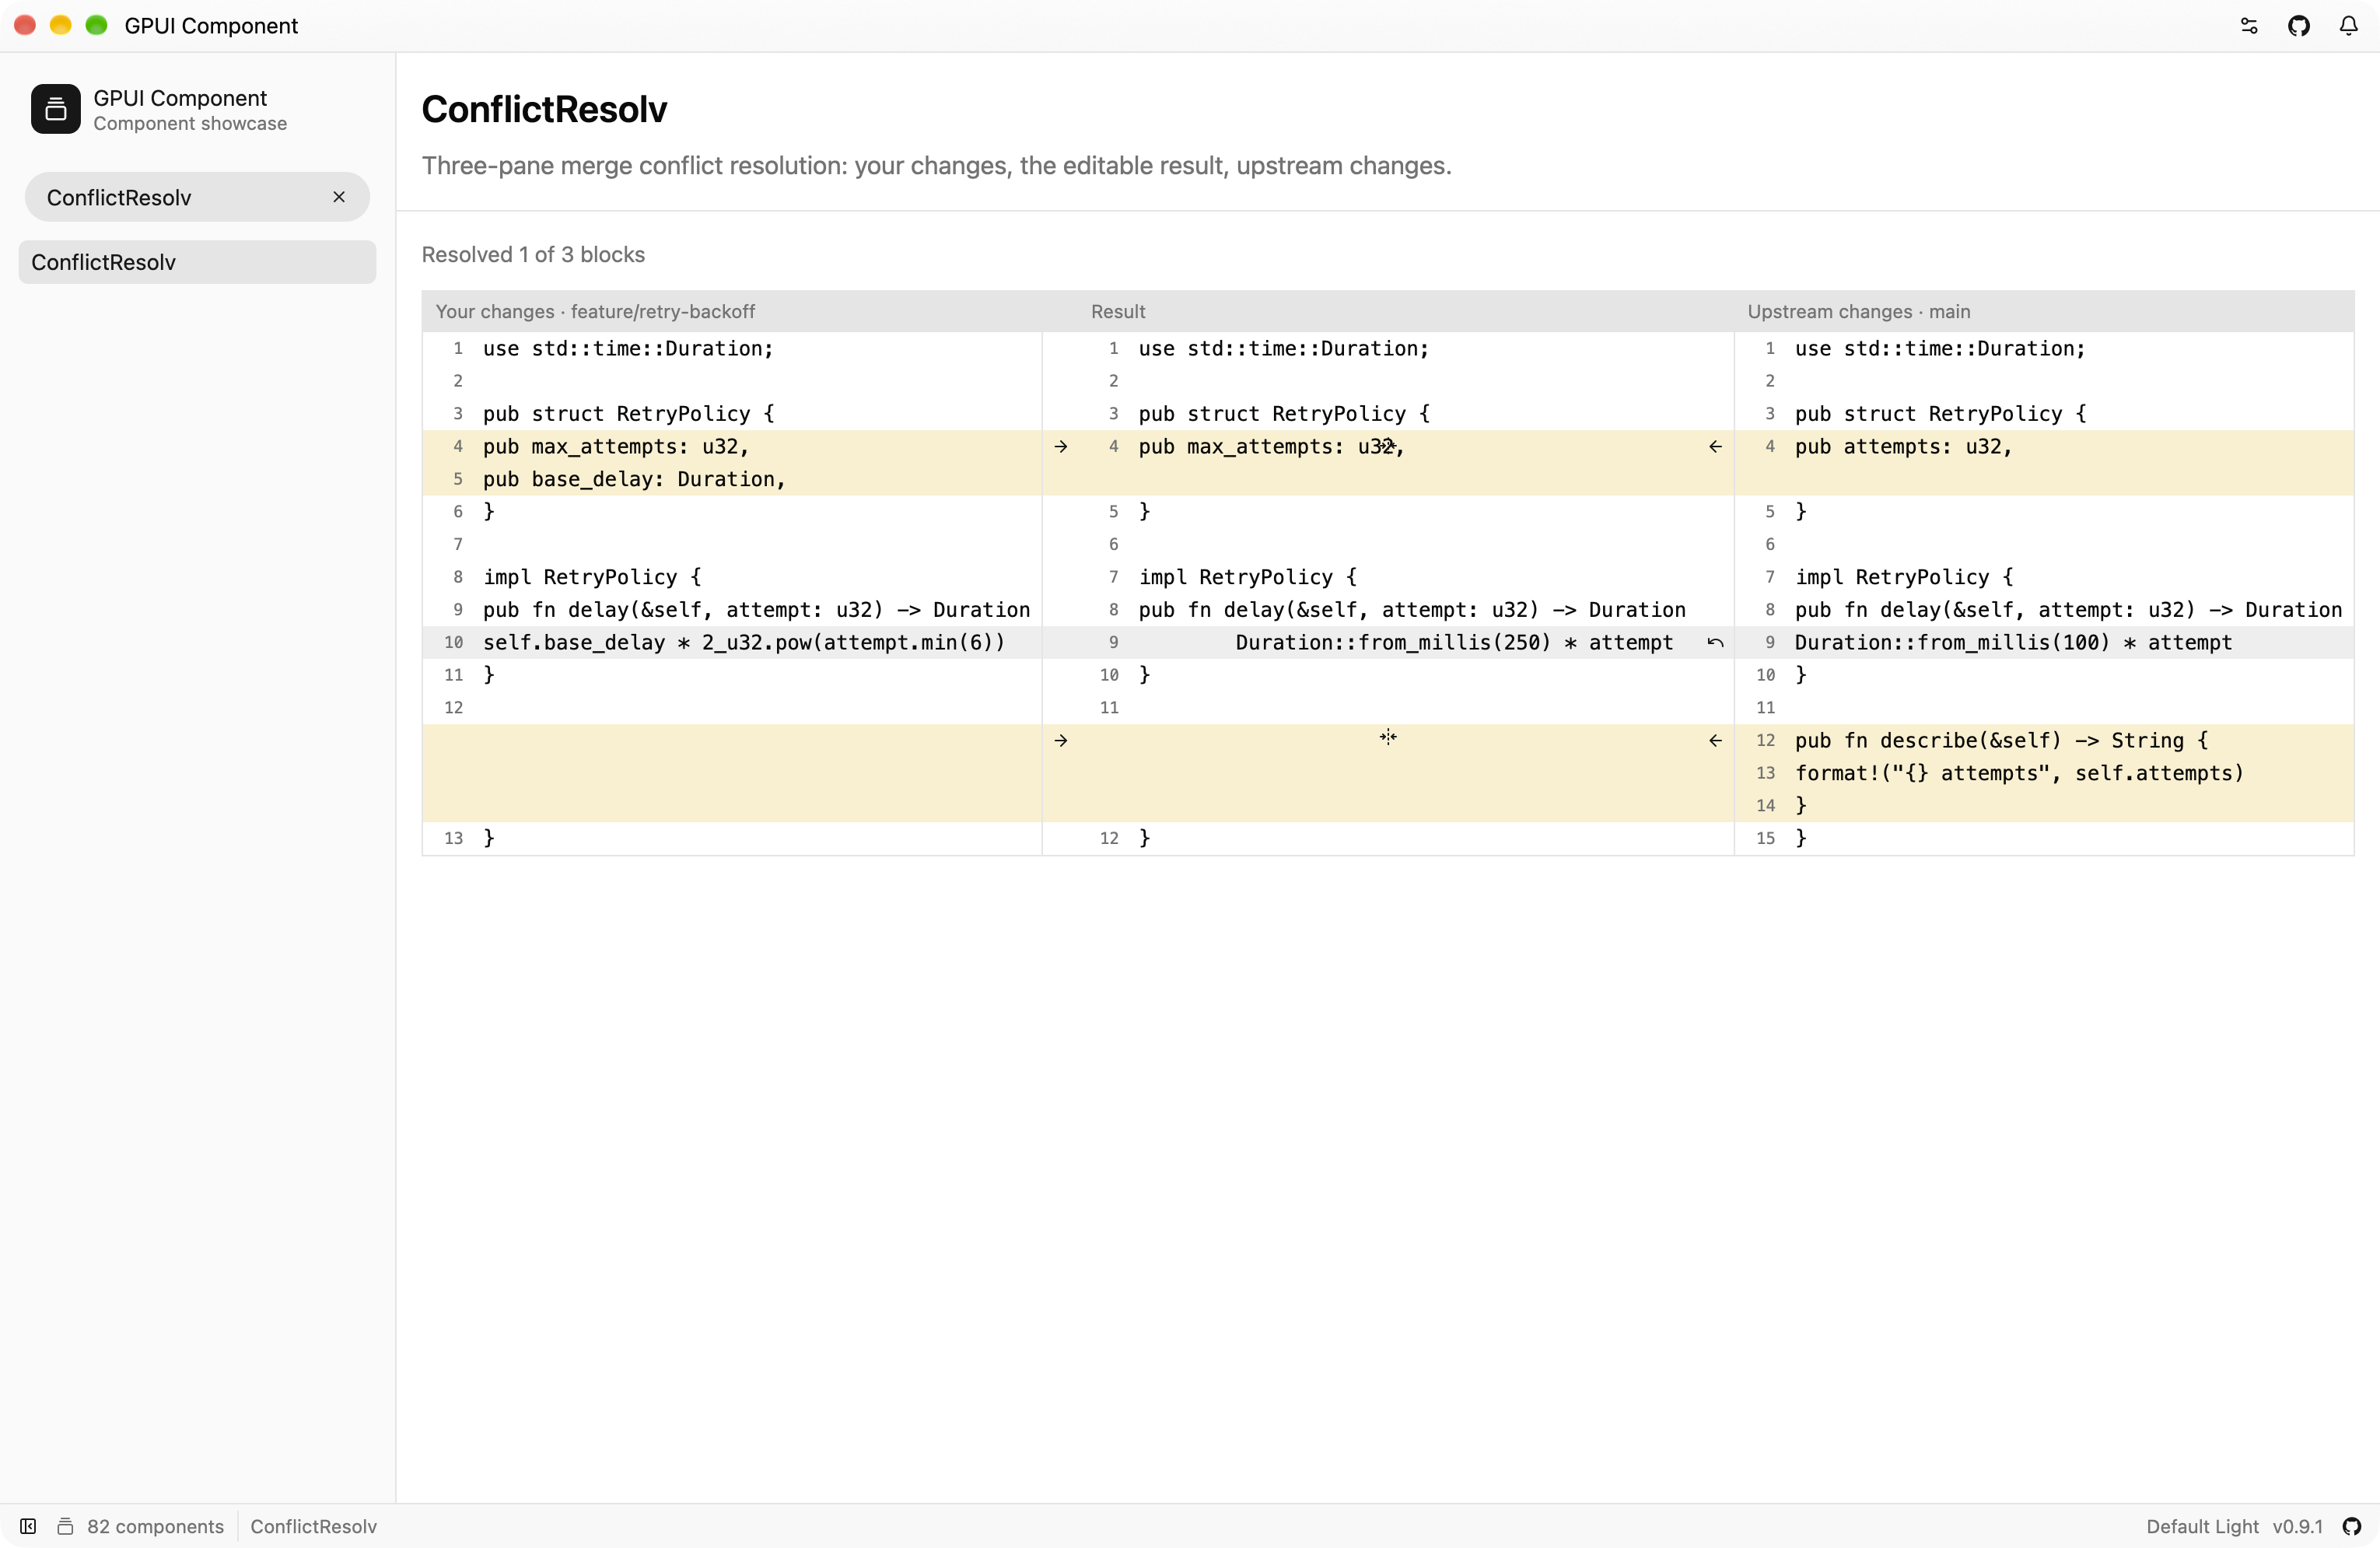 GPUI Component
GPUI Component
Component showcase
ConflictResolv
ConflictResolv
ConflictResolv
Three-pane merge conflict resolution: your changes, the editable result, upstream changes.
Resolved 1 of 3 blocks
Your changes · feature/retry-backoff
1 use std::time::Duration;
2
3 pub struct RetryPolicy {
4 pub max_attempts: u32,
5 pub base_delay: Duration,
6 }
7
8 impl RetryPolicy {
9 pub fn delay(&self, attempt: u32) -> Duration
10 self.base_delay * 2_u32.pow(attempt.min(6))
11 }
12
13 }
Result
1 use std::time::Duration;
2
3 pub struct RetryPolicy {
4 pub max_attempts: u32,
5 }
6
7 impl RetryPolicy {
8 pub fn delay(&self, attempt: u32) -> Duration
9         Duration::from_millis(250) * attempt
10 }
11
12 }
Upstream changes · main
1 use std::time::Duration;
2
3 pub struct RetryPolicy {
4 pub attempts: u32,
5 }
6
7 impl RetryPolicy {
8 pub fn delay(&self, attempt: u32) -> Duration
9 Duration::from_millis(100) * attempt
10 }
11
12 pub fn describe(&self) -> String {
13 format!("{} attempts", self.attempts)
14 }
15 }
82 components
ConflictResolv
Default Light v0.9.1